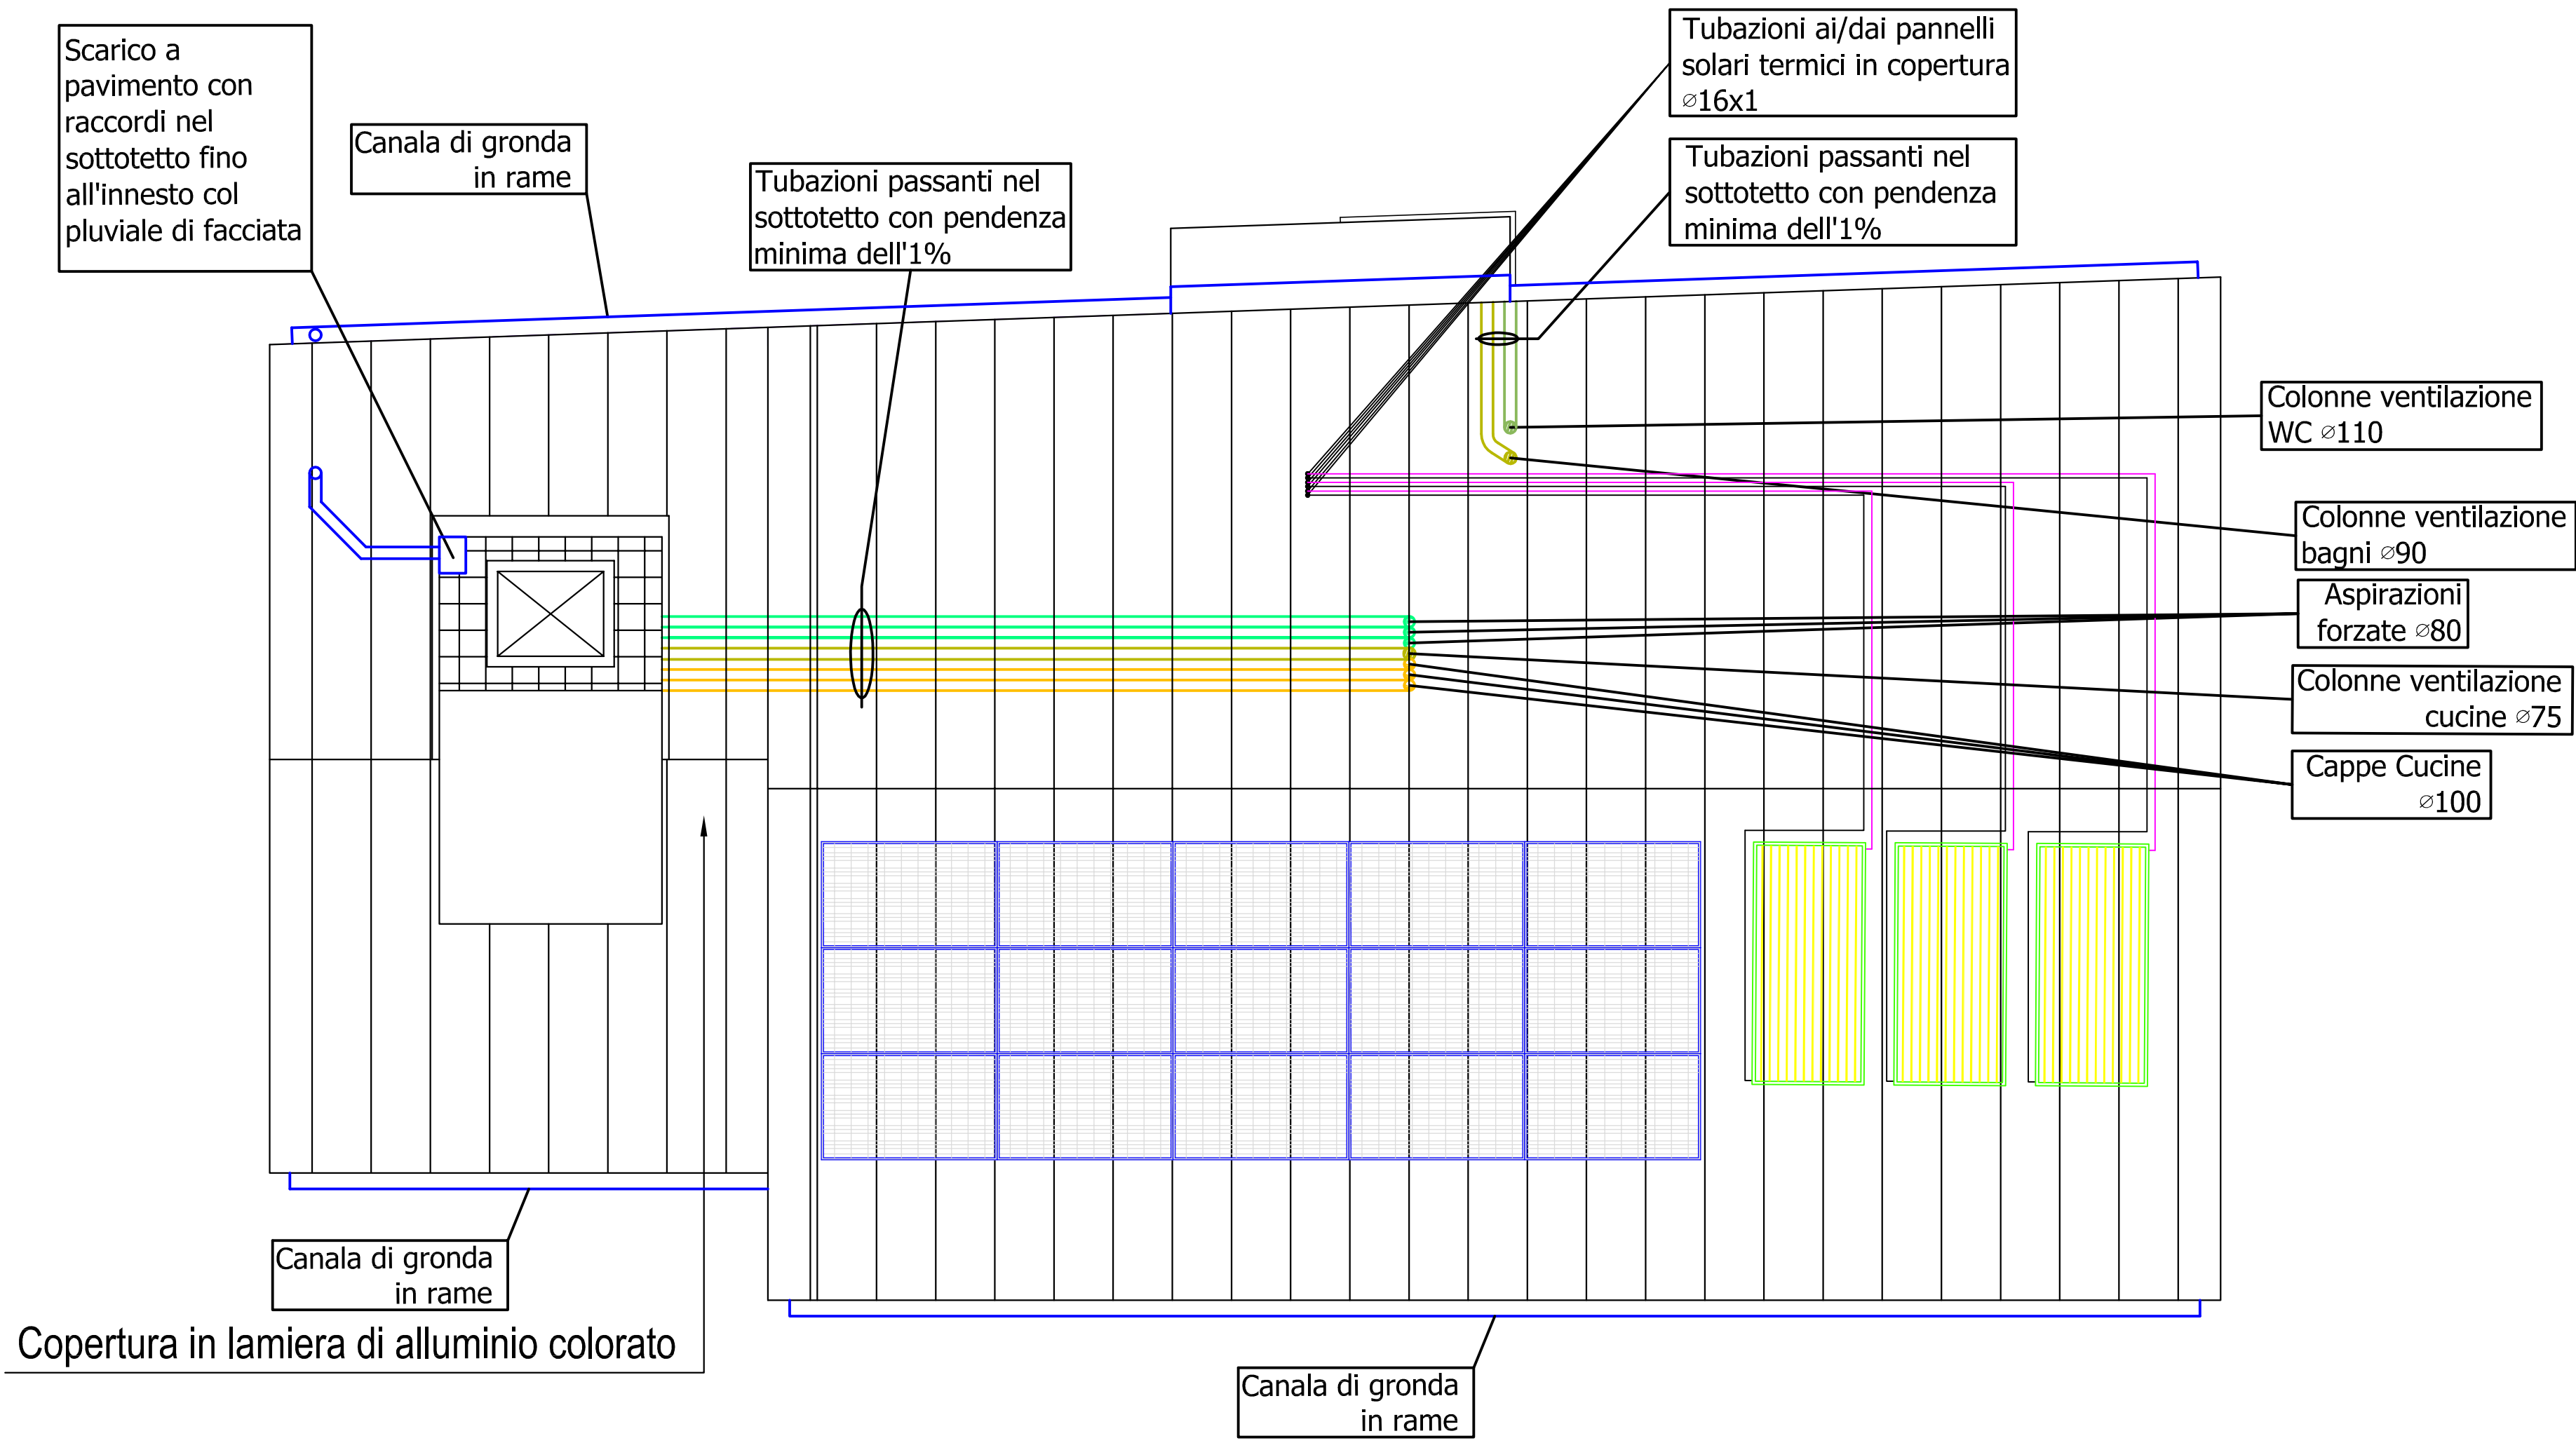 Scarico a
pavimento con
raccordi nel
sottotetto fino
all'innesto col
pluviale di facciata
Canala di gronda
in rame
Tubazioni passanti nel
sottotetto con pendenza
minima dell'1%
Tubazioni ai/dai pannelli
solari termici in copertura
∅16x1
Tubazioni passanti nel
sottotetto con pendenza
minima dell'1%
Colonne ventilazione
WC ∅110
Colonne ventilazione
bagni ∅90
Aspirazioni
forzate ∅80
Colonne ventilazione
cucine ∅75
Cappe Cucine
∅100
Canala di gronda
in rame
Copertura in lamiera di alluminio colorato
Canala di gronda
in rame